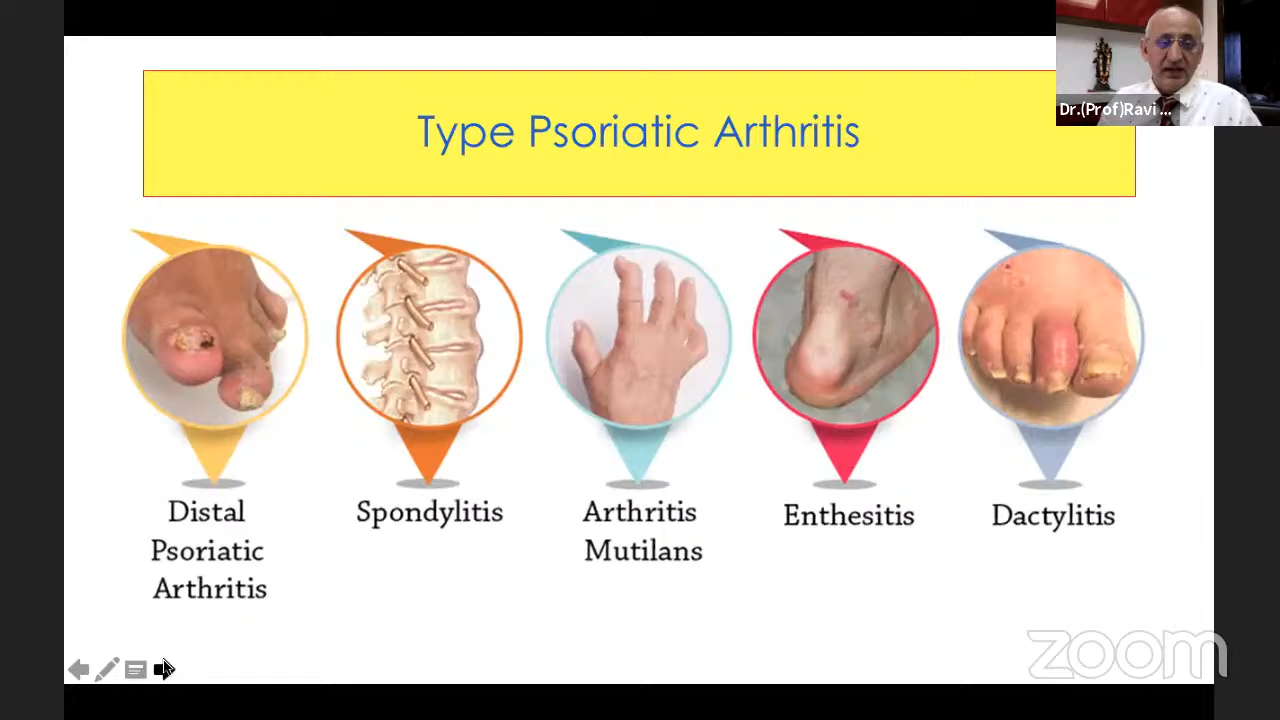 Dr.(Prof)Ravi ...
Type Psoriatic Arthritis
Distal
Psoriatic
Arthritis
Spondylitis
Arthritis
Mutilans
Enthesitis
Dactylitis
zoom